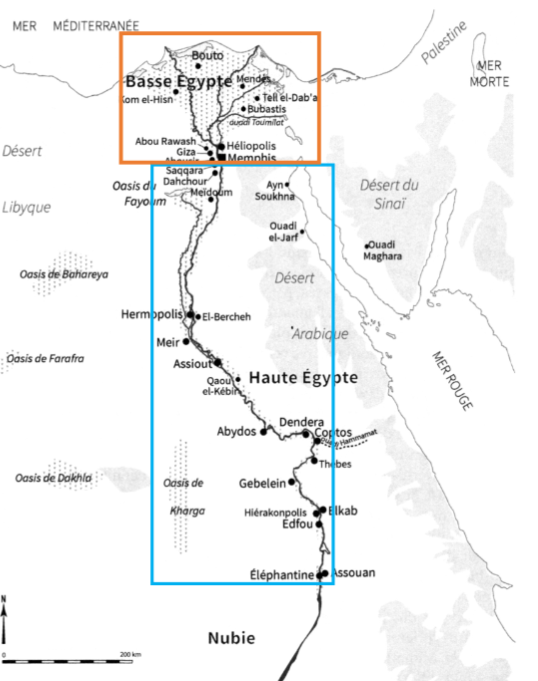 MER MÉDITERRANÉE
Palestine
MER
MORTE
Bouto
Basse Égypte
Mendès
Kom el-Hisn
Tell el-Dab'a
Bubastis
ouadi Toumilat
Désert
Abou Rawash
Héliopolis
Giza
Memphis
Abousir
Saqqara
Dahchour
Oasis du
Fayoum
Meïdoum
Ayn
Soukhna
Désert du
Sinaï
Libyque
Ouadi
el-Jarf
Ouadi
Maghara
Oasis de Bahareya
Désert
Arabique
Hermopolis
El-Bercheh
Meir
Oasis de Farafra
Assiout
Qaou
el-Kébir
Haute Égypte
MER ROUGE
Abydos
Dendera
Coptos
Ouadi Hammamat
Thèbes
Oasis de Dakhla
Oasis de
Kharga
Gebelein
Hiérakonpolis
Elkab
Édfou
Éléphantine
Assouan
N
Nubie
0
200 km